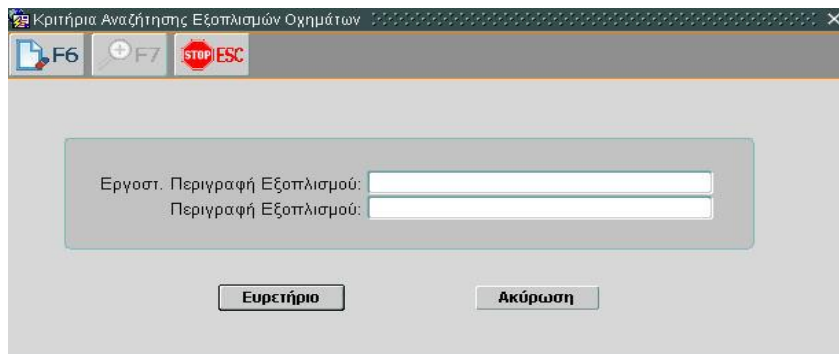 Κριτήρια Αναζήτησης Εξοπλισμών Οχημάτων
F6 F7 STOP ESC
Εργοστ. Περιγραφή Εξοπλισμού:
Περιγραφή Εξοπλισμού:
Ευρετήριο Ακύρωση